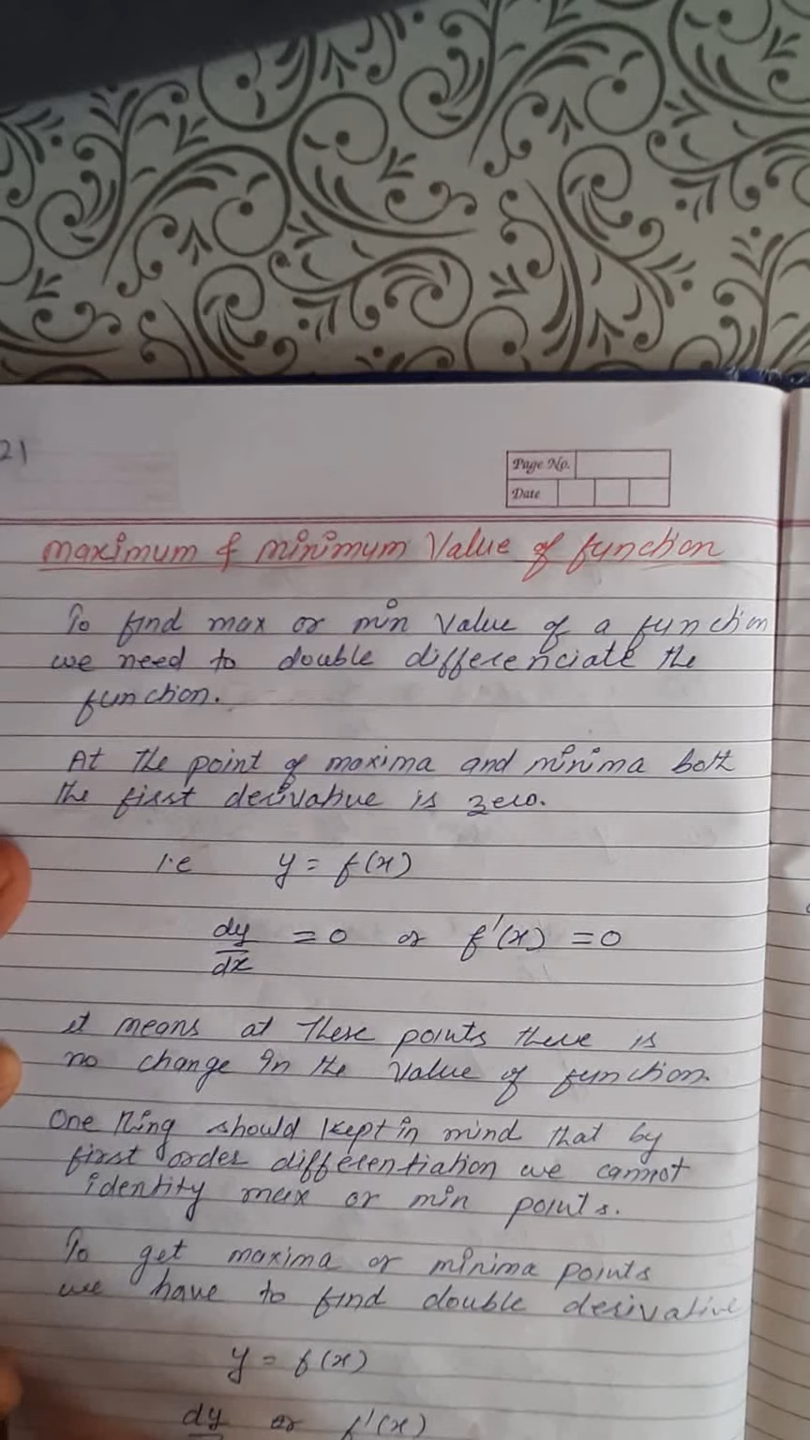 21
Page No.
Date
maximum & minimum Value of function
To find max or min Value of a function
we need to double differenciate the
function.
At the point of maxima and minima both
the first derivative is zero.
i.e y = f(x)
dy/dx = 0 or f'(x) = 0
it means at these points there is
no change in the value of function.
One thing should kept in mind that by
first order differentiation we cannot
identity max or min points.
To get maxima or minima points
we have to find double derivative
y = f(x)
dy or f'(x)